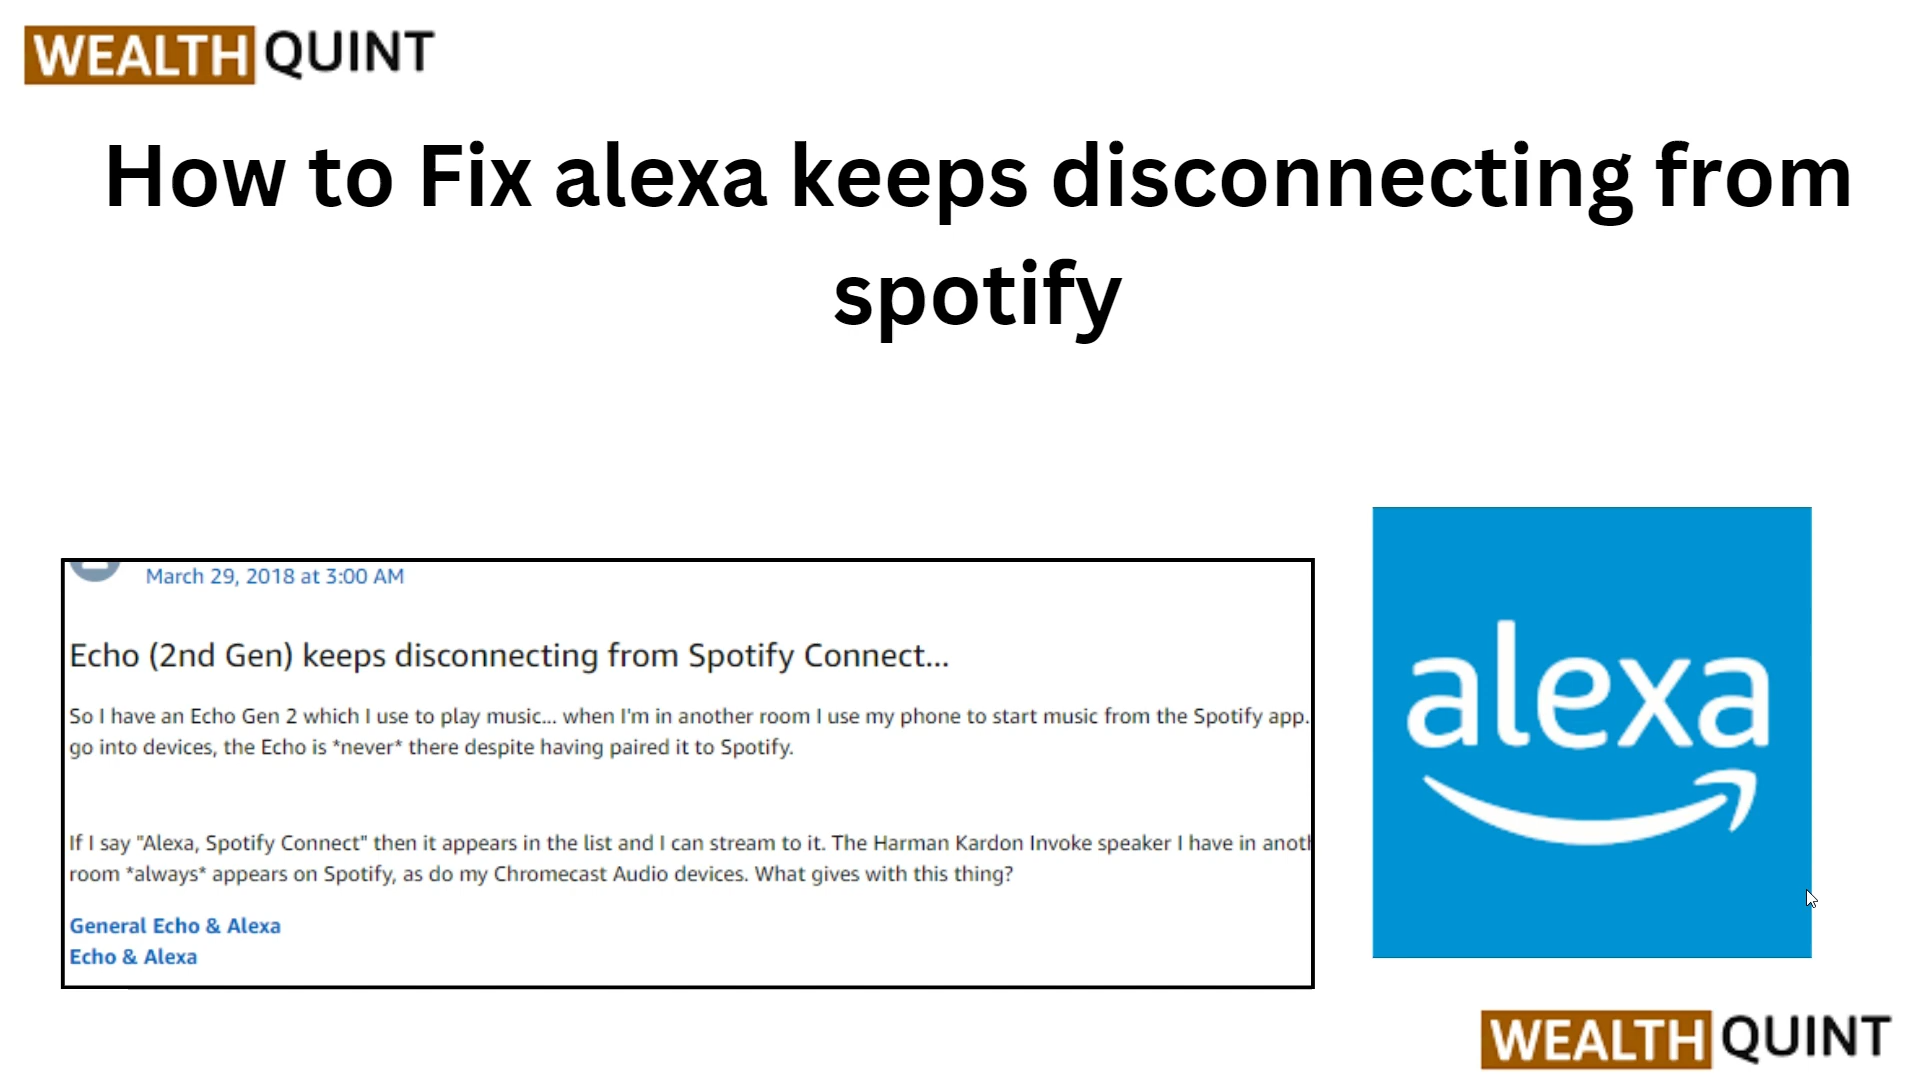 WEALTH QUINT
How to Fix alexa keeps disconnecting from
spotify
March 29, 2018 at 3:00 AM
Echo (2nd Gen) keeps disconnecting from Spotify Connect...
So I have an Echo Gen 2 which I use to play music... when I'm in another room I use my phone to start music from the Spotify app.
go into devices, the Echo is *never* there despite having paired it to Spotify.
If I say "Alexa, Spotify Connect" then it appears in the list and I can stream to it. The Harman Kardon Invoke speaker I have in anoth
room *always* appears on Spotify, as do my Chromecast Audio devices. What gives with this thing?
General Echo & Alexa
Echo & Alexa
alexa
WEALTH QUINT